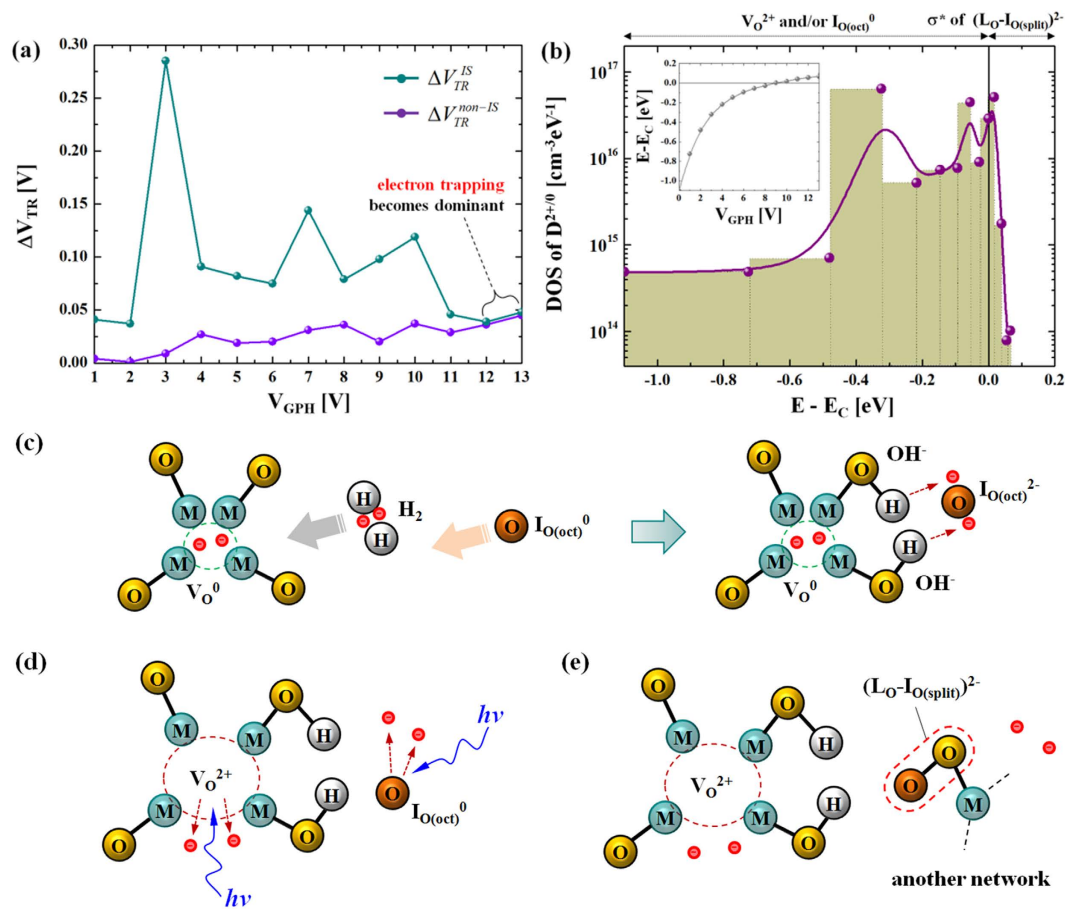 (a)
0.30
0.25
0.20
0.15
0.10
0.05
0.00
ΔV_TR [V]
ΔV_TR^IS
ΔV_TR^non-IS
electron trapping
becomes dominant
1 2 3 4 5 6 7 8 9 10 11 12 13
V_GPH [V]
V_O^2+ and/or I_O(oct)^0
σ* of (L_O-I_O(split))^2-
(b)
10^17
10^16
10^15
10^14
DOS of D^2+/0 [cm^-3eV^-1]
0.2
0.0
-0.2
-0.4
-0.6
-0.8
-1.0
E-E_C [eV]
0 2 4 6 8 10 12
V_GPH [V]
-1.0 -0.8 -0.6 -0.4 -0.2 0.0 0.2
E - E_C [eV]
(c)
O O
M M
M M
O O
V_O^0
H
H
H_2
O I_O(oct)^0
O O OH^-
M M H
O I_O(oct)^2-
M M H
O O
V_O^0 OH^-
(d)
O O
M M H
V_O^2+
M M H
O O
hν
O
I_O(oct)^0
hν
(e)
O O
M M H
V_O^2+
M M H
O O
(L_O-I_O(split))^2-
O
O
M
another network